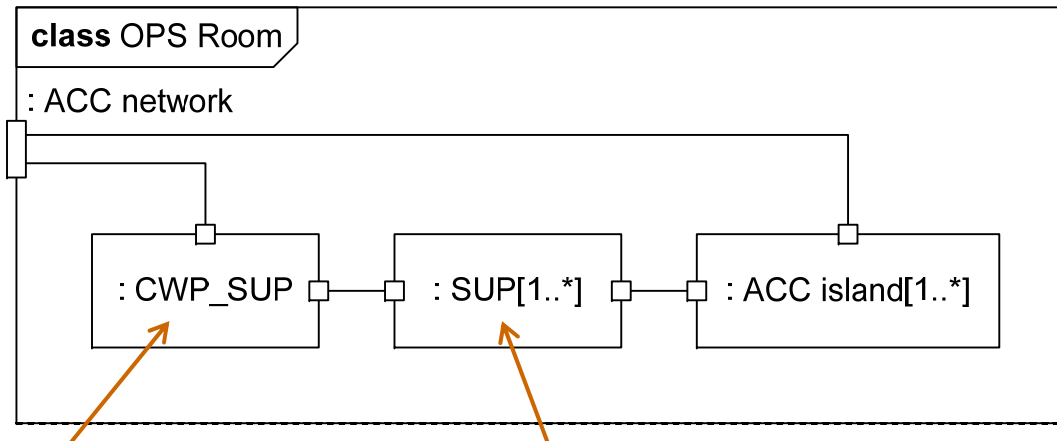 class OPS Room
: ACC network
: CWP_SUP
: SUP[1..*]
: ACC island[1..*]